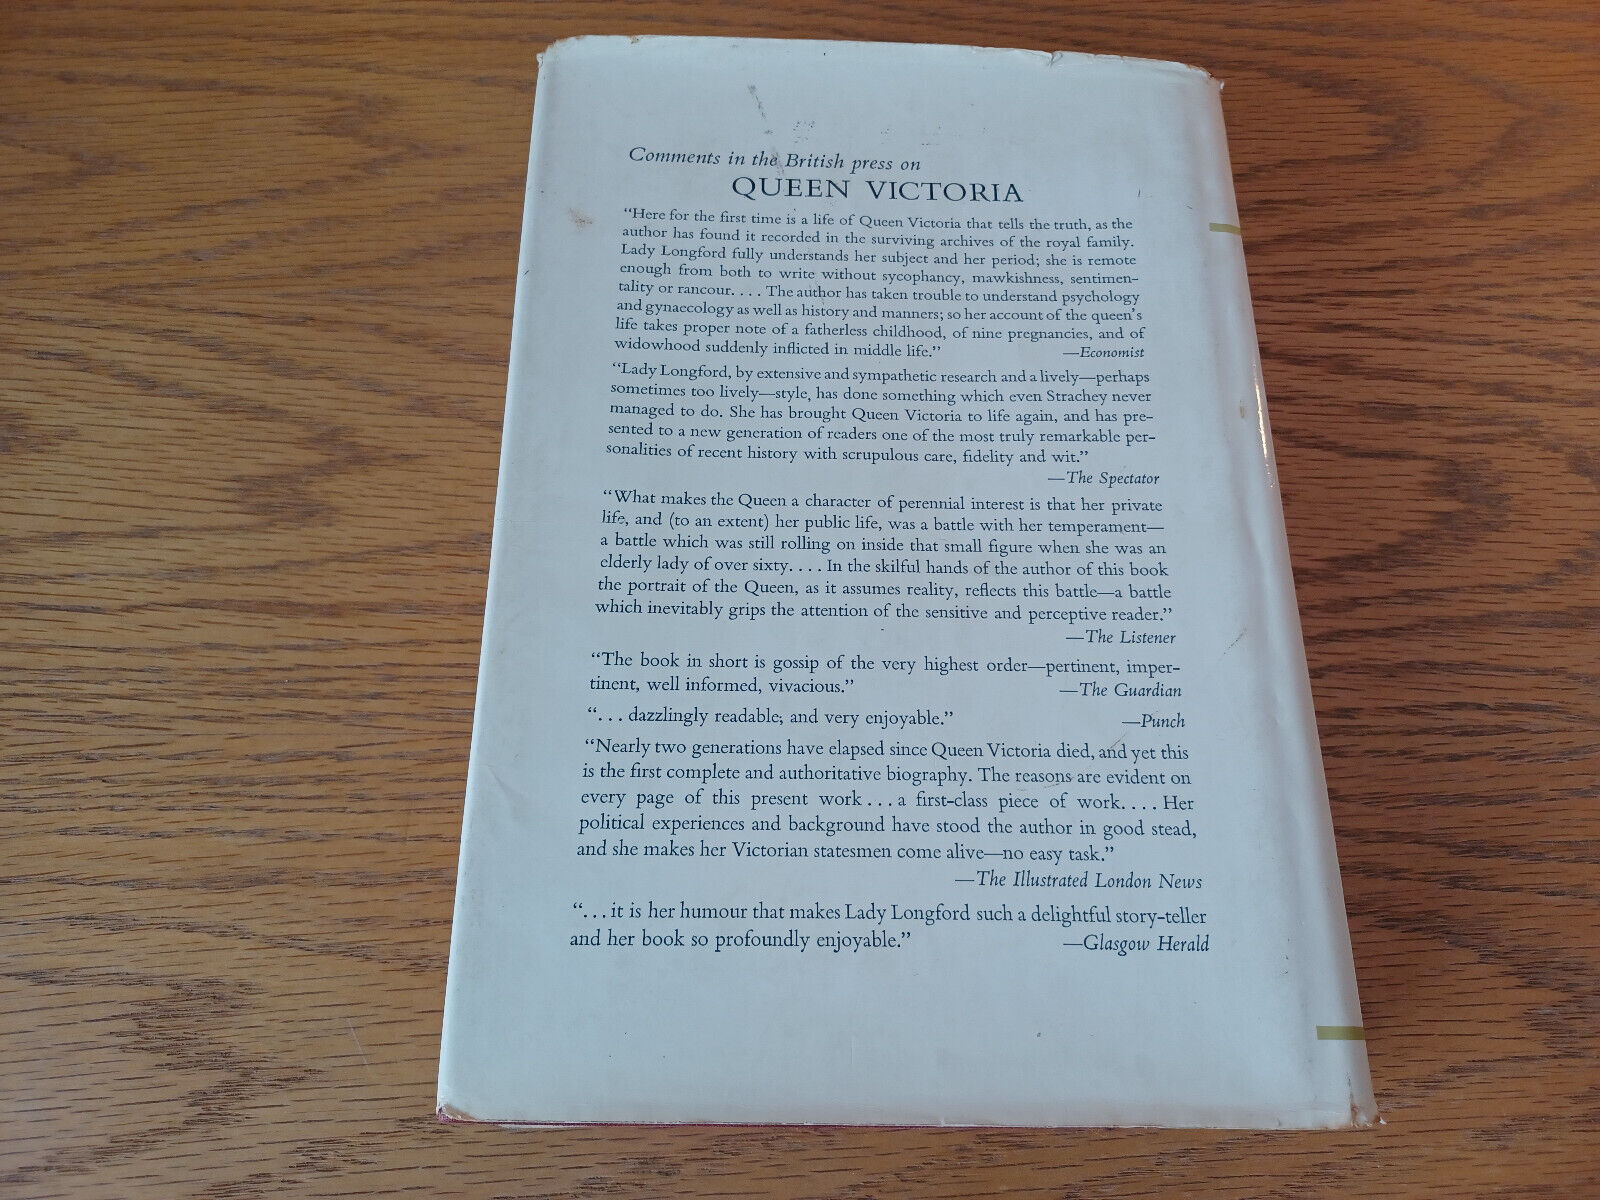 Comments in the British press on
QUEEN VICTORIA
“Here for the first time is a life of Queen Victoria that tells the truth, as the
author has found it recorded in the surviving archives of the royal family.
Lady Longford fully understands her subject and her period; she is remote
enough from both to write without sycophancy, mawkishness, sentimen-
tality or rancour. . . . The author has taken trouble to understand psychology
and gynaecology as well as history and manners; so her account of the queen’s
life takes proper note of a fatherless childhood, of nine pregnancies, and of
widowhood suddenly inflicted in middle life.” —Economist
“Lady Longford, by extensive and sympathetic research and a lively—perhaps
sometimes too lively—style, has done something which even Strachey never
managed to do. She has brought Queen Victoria to life again, and has pre-
sented to a new generation of readers one of the most truly remarkable per-
sonalities of recent history with scrupulous care, fidelity and wit.”
—The Spectator
“What makes the Queen a character of perennial interest is that her private
life, and (to an extent) her public life, was a battle with her temperament—
a battle which was still rolling on inside that small figure when she was an
elderly lady of over sixty. . . . In the skilful hands of the author of this book
the portrait of the Queen, as it assumes reality, reflects this battle—a battle
which inevitably grips the attention of the sensitive and perceptive reader.”
—The Listener
“The book in short is gossip of the very highest order—pertinent, imper-
tinent, well informed, vivacious.” —The Guardian
“. . . dazzlingly readable; and very enjoyable.” —Punch
“Nearly two generations have elapsed since Queen Victoria died, and yet this
is the first complete and authoritative biography. The reasons are evident on
every page of this present work . . . a first-class piece of work. . . . Her
political experiences and background have stood the author in good stead,
and she makes her Victorian statesmen come alive—no easy task.”
—The Illustrated London News
“. . . it is her humour that makes Lady Longford such a delightful story-teller
and her book so profoundly enjoyable.” —Glasgow Herald